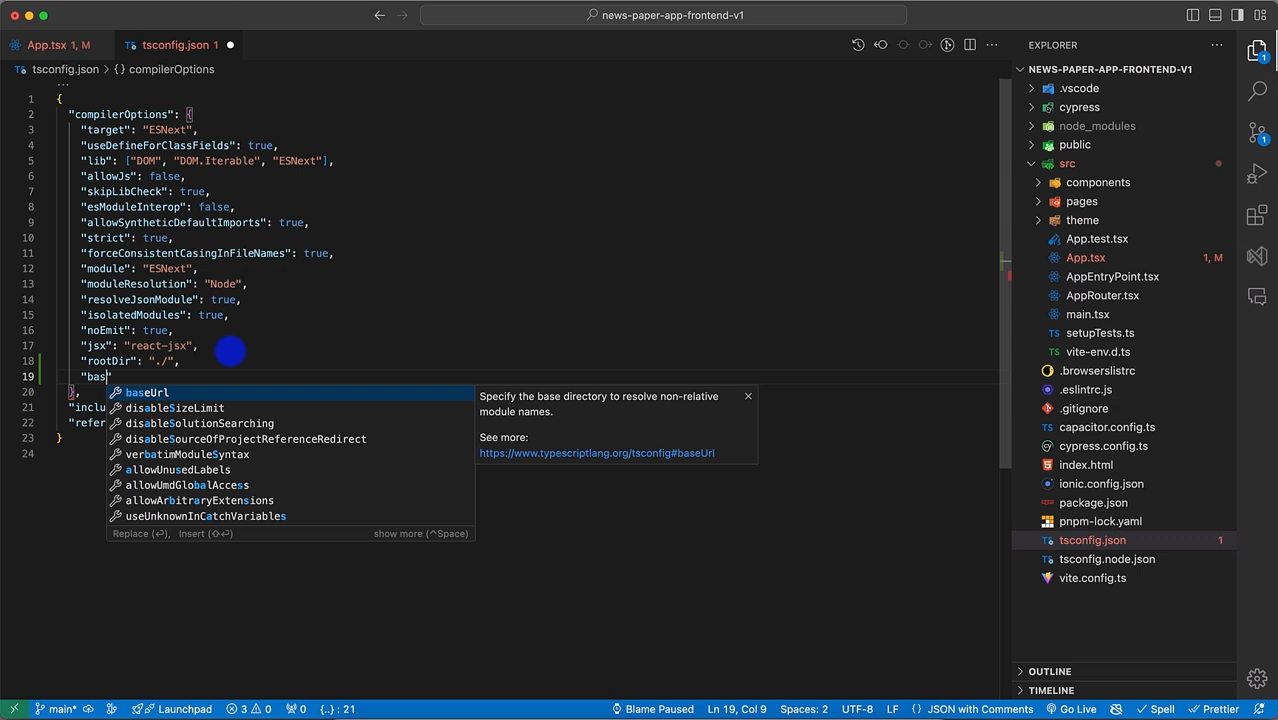 news-paper-app-frontend-v1
App.tsx 1, M
tsconfig.json 1
tsconfig.json > {} compilerOptions
...
1 {
2 "compilerOptions": {
3 "target": "ESNext",
4 "useDefineForClassFields": true,
5 "lib": ["DOM", "DOM.Iterable", "ESNext"],
6 "allowJs": false,
7 "skipLibCheck": true,
8 "esModuleInterop": false,
9 "allowSyntheticDefaultImports": true,
10 "strict": true,
11 "forceConsistentCasingInFileNames": true,
12 "module": "ESNext",
13 "moduleResolution": "Node",
14 "resolveJsonModule": true,
15 "isolatedModules": true,
16 "noEmit": true,
17 "jsx": "react-jsx",
18 "rootDir": "./",
19 "bas"
20 },
21 "inclu
22 "refer
23 }
24
baseUrl
disableSizeLimit
disableSolutionSearching
disableSourceOfProjectReferenceRedirect
verbatimModuleSyntax
allowUnusedLabels
allowUmdGlobalAccess
allowArbitraryExtensions
useUnknownInCatchVariables
Replace (⏎), Insert (⇧⏎) show more (^Space)
Specify the base directory to resolve non-relative
module names.
See more:
https://www.typescriptlang.org/tsconfig#baseUrl
EXPLORER
NEWS-PAPER-APP-FRONTEND-V1
.vscode
cypress
node_modules
public
src
components
pages
theme
App.test.tsx
App.tsx 1, M
AppEntryPoint.tsx
AppRouter.tsx
main.tsx
setupTests.ts
vite-env.d.ts
.browserslistrc
.eslintrc.js
.gitignore
capacitor.config.ts
cypress.config.ts
index.html
ionic.config.json
package.json
pnpm-lock.yaml
tsconfig.json 1
tsconfig.node.json
vite.config.ts
OUTLINE
TIMELINE
1
1
main* Launchpad 3 0 0 {..} : 21
Blame Paused Ln 19, Col 9 Spaces: 2 UTF-8 LF {} JSON with Comments Go Live Spell Prettier